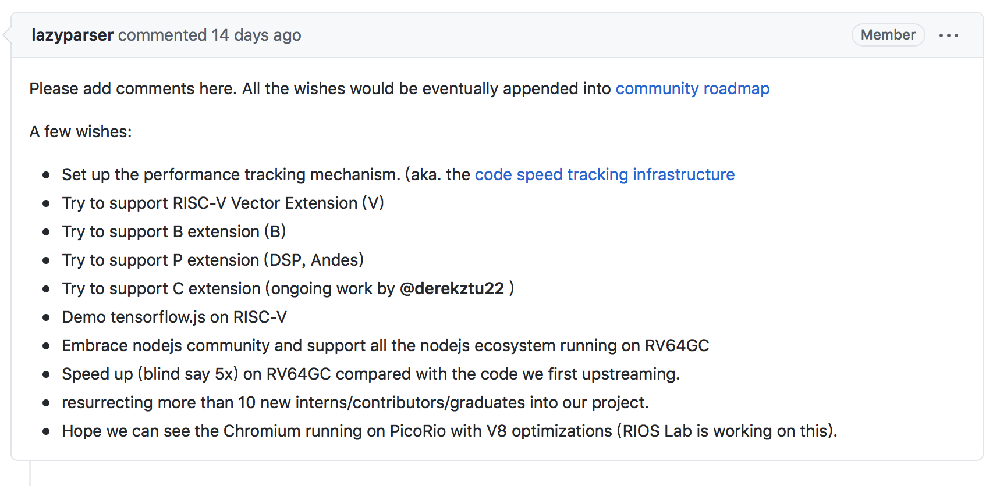 lazyparser commented 14 days ago Member ...
Please add comments here. All the wishes would be eventually appended into community roadmap
A few wishes:
• Set up the performance tracking mechanism. (aka. the code speed tracking infrastructure
• Try to support RISC-V Vector Extension (V)
• Try to support B extension (B)
• Try to support P extension (DSP, Andes)
• Try to support C extension (ongoing work by @derekztu22 )
• Demo tensorflow.js on RISC-V
• Embrace nodejs community and support all the nodejs ecosystem running on RV64GC
• Speed up (blind say 5x) on RV64GC compared with the code we first upstreaming.
• resurrecting more than 10 new interns/contributors/graduates into our project.
• Hope we can see the Chromium running on PicoRio with V8 optimizations (RIOS Lab is working on this).